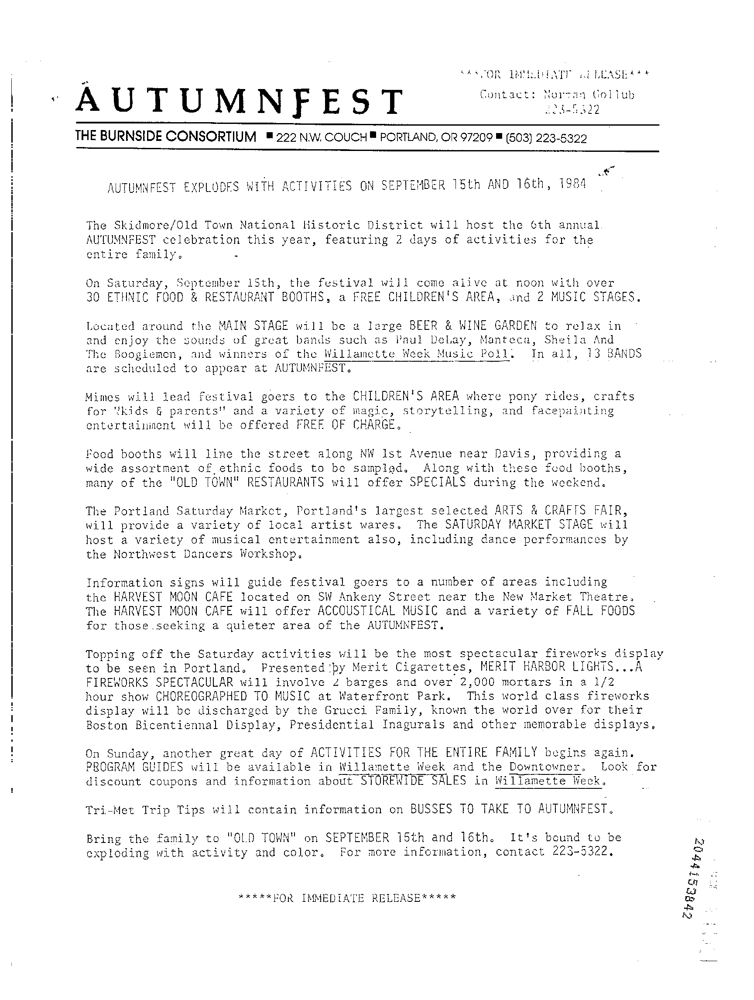 ***FOR IMMEDIATE RELEASE***
Contact: Norman Gollub
223-5322
AUTUMNFEST
THE BURNSIDE CONSORTIUM ■ 222 N.W. COUCH ■ PORTLAND, OR 97209 ■ (503) 223-5322
AUTUMNFEST EXPLODES WITH ACTIVITIES ON SEPTEMBER 15th AND 16th, 1984
The Skidmore/Old Town National Historic District will host the 6th annual
AUTUMNFEST celebration this year, featuring 2 days of activities for the
entire family.
On Saturday, September 15th, the festival will come alive at noon with over
30 ETHNIC FOOD & RESTAURANT BOOTHS, a FREE CHILDREN'S AREA, and 2 MUSIC STAGES.
Located around the MAIN STAGE will be a large BEER & WINE GARDEN to relax in
and enjoy the sounds of great bands such as Paul DeLay, Manteca, Sheila And
The Boogiemen, and winners of the Willamette Week Music Poll. In all, 13 BANDS
are scheduled to appear at AUTUMNFEST.
Mimes will lead festival goers to the CHILDREN'S AREA where pony rides, crafts
for "kids & parents" and a variety of magic, storytelling, and facepainting
entertainment will be offered FREE OF CHARGE.
Food booths will line the street along NW 1st Avenue near Davis, providing a
wide assortment of ethnic foods to be sampled. Along with these food booths,
many of the "OLD TOWN" RESTAURANTS will offer SPECIALS during the weekend.
The Portland Saturday Market, Portland's largest selected ARTS & CRAFTS FAIR,
will provide a variety of local artist wares. The SATURDAY MARKET STAGE will
host a variety of musical entertainment also, including dance performances by
the Northwest Dancers Workshop.
Information signs will guide festival goers to a number of areas including
the HARVEST MOON CAFE located on SW Ankeny Street near the New Market Theatre.
The HARVEST MOON CAFE will offer ACCOUSTICAL MUSIC and a variety of FALL FOODS
for those seeking a quieter area of the AUTUMNFEST.
Topping off the Saturday activities will be the most spectacular fireworks display
to be seen in Portland. Presented by Merit Cigarettes, MERIT HARBOR LIGHTS...A
FIREWORKS SPECTACULAR will involve 2 barges and over 2,000 mortars in a 1/2
hour show CHOREOGRAPHED TO MUSIC at Waterfront Park. This world class fireworks
display will be discharged by the Grucci Family, known the world over for their
Boston Bicentiennal Display, Presidential Inagurals and other memorable displays.
On Sunday, another great day of ACTIVITIES FOR THE ENTIRE FAMILY begins again.
PROGRAM GUIDES will be available in Willamette Week and the Downtowner. Look for
discount coupons and information about STOREWIDE SALES in Willamette Week.
Tri-Met Trip Tips will contain information on BUSSES TO TAKE TO AUTUMNFEST.
Bring the family to "OLD TOWN" on SEPTEMBER 15th and 16th. It's bound to be
exploding with activity and color. For more information, contact 223-5322.
*****FOR IMMEDIATE RELEASE*****
2044153842